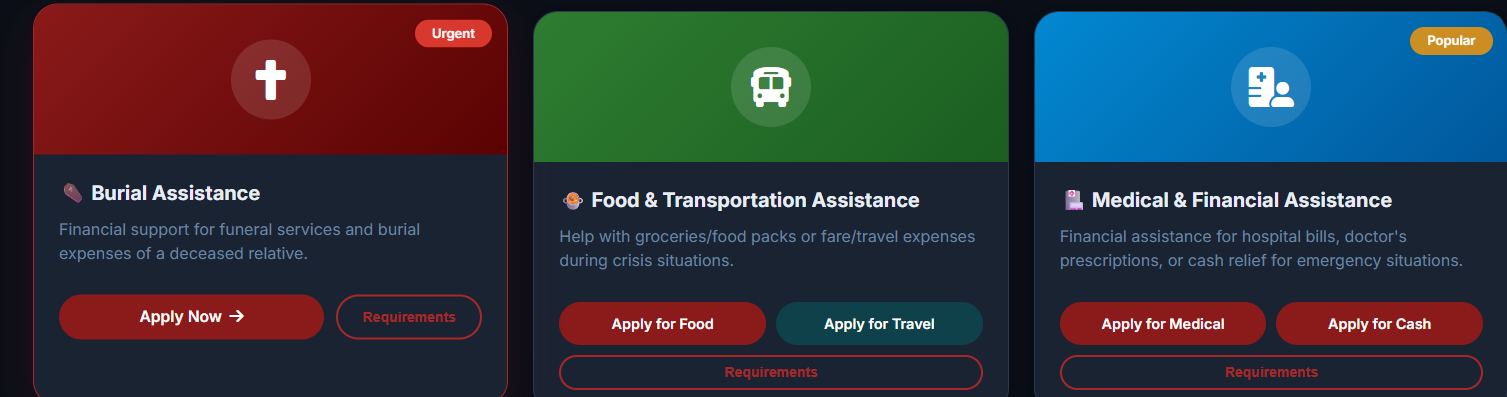 Urgent
Burial Assistance
Financial support for funeral services and burial
expenses of a deceased relative.
Apply Now →
Requirements
Food & Transportation Assistance
Help with groceries/food packs or fare/travel expenses
during crisis situations.
Apply for Food
Apply for Travel
Requirements
Popular
Medical & Financial Assistance
Financial assistance for hospital bills, doctor's
prescriptions, or cash relief for emergency situations.
Apply for Medical
Apply for Cash
Requirements